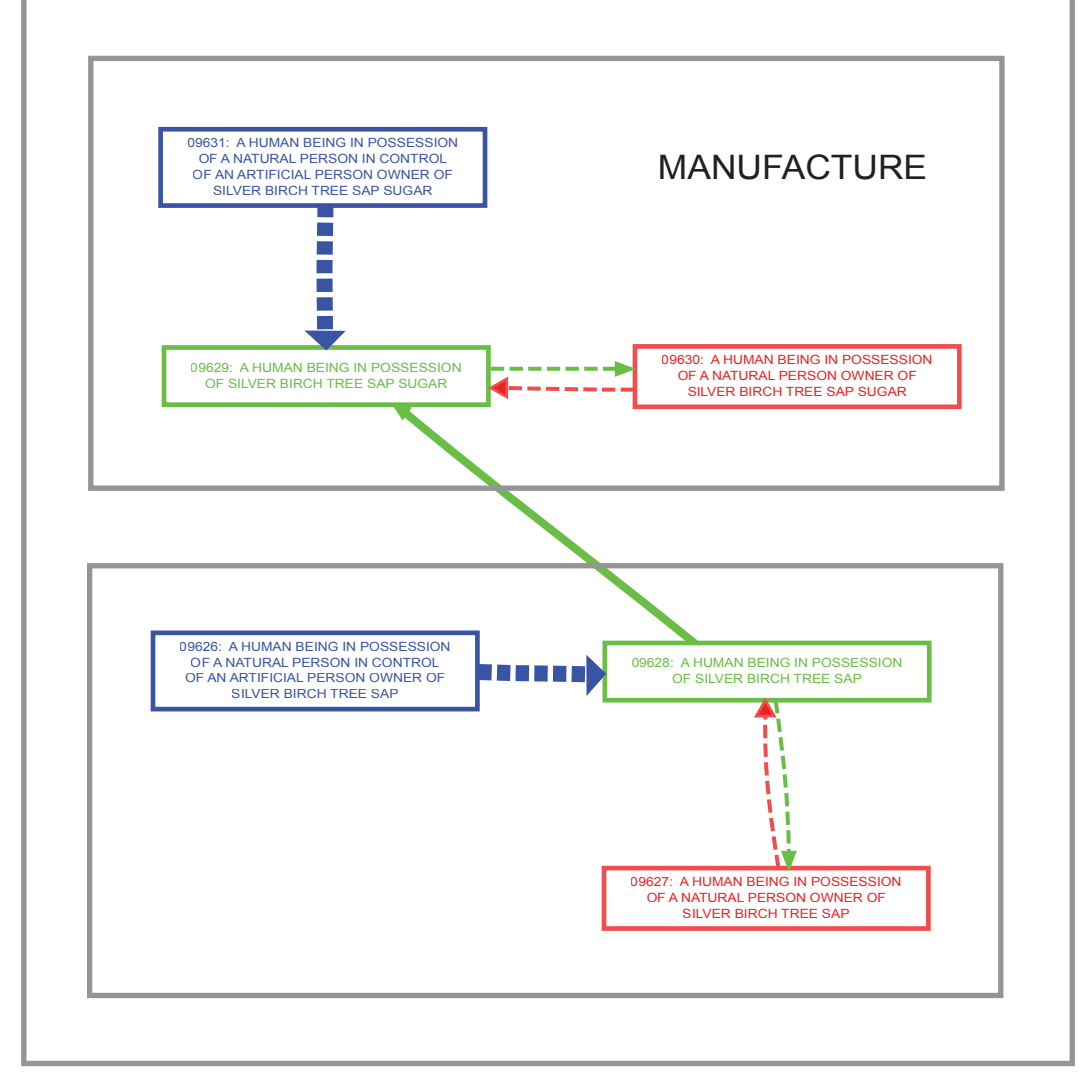 09631: A HUMAN BEING IN POSSESSION
OF A NATURAL PERSON IN CONTROL
OF AN ARTIFICIAL PERSON OWNER OF
SILVER BIRCH TREE SAP SUGAR
MANUFACTURE
09629: A HUMAN BEING IN POSSESSION
OF SILVER BIRCH TREE SAP SUGAR
09630: A HUMAN BEING IN POSSESSION
OF A NATURAL PERSON OWNER OF
SILVER BIRCH TREE SAP SUGAR
09626: A HUMAN BEING IN POSSESSION
OF A NATURAL PERSON IN CONTROL
OF AN ARTIFICIAL PERSON OWNER OF
SILVER BIRCH TREE SAP
09628: A HUMAN BEING IN POSSESSION
OF SILVER BIRCH TREE SAP
09627: A HUMAN BEING IN POSSESSION
OF A NATURAL PERSON OWNER OF
SILVER BIRCH TREE SAP